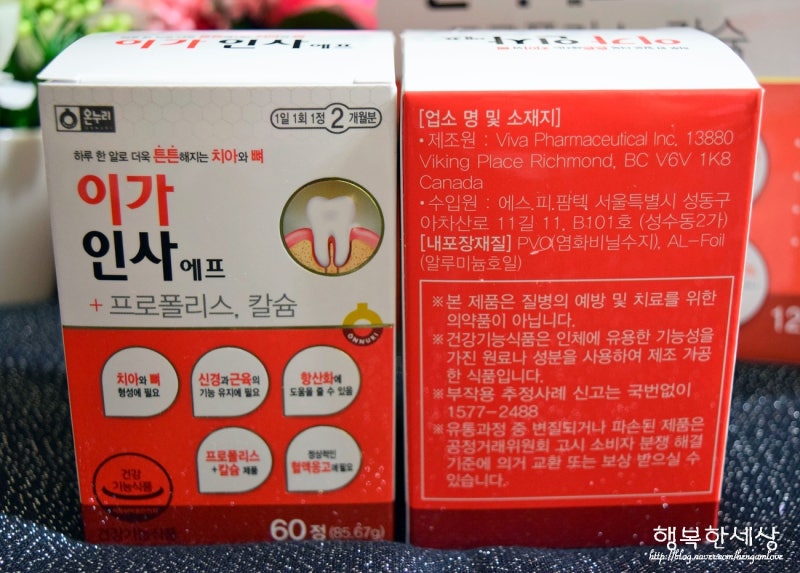 이가 인사에프
온누리
1일 1회 1정 2개월분
하루 한 알로 더욱 튼튼해지는 치아와 뼈
이가
인사에프
+ 프로폴리스, 칼슘
ONNURI
치아와 뼈
형성에 필요
신경과 근육의
기능 유지에 필요
항산화에
도움을 줄 수 있음
프로폴리스
+칼슘 제품
정상적인
혈액응고에 필요
건강
기능식품
건강기능식품
60정(85.67g)
[업소 명 및 소재지]
• 제조원 : Viva Pharmaceutical Inc. 13880
Viking Place Richmond, BC V6V 1K8
Canada
• 수입원 : 에스.피.팜텍, 서울특별시 성동구
아차산로 11길 11, B101호 (성수동2가)
[내포장재질] PVC(염화비닐수지), AL-Foil
(알루미늄호일)
※본 제품은 질병의 예방 및 치료를 위한
의약품이 아닙니다.
※건강기능식품은 인체에 유용한 기능성을
가진 원료나 성분을 사용하여 제조 가공
한 식품입니다.
※부작용 추정사례 신고는 국번없이
1577-2488
※유통과정 중 변질되거나 파손된 제품은
공정거래위원회 고시 소비자 분쟁 해결
기준에 의거 교환 또는 보상 받으실 수
있습니다.
행복한세상
http://blog.naver.com/hengamlove